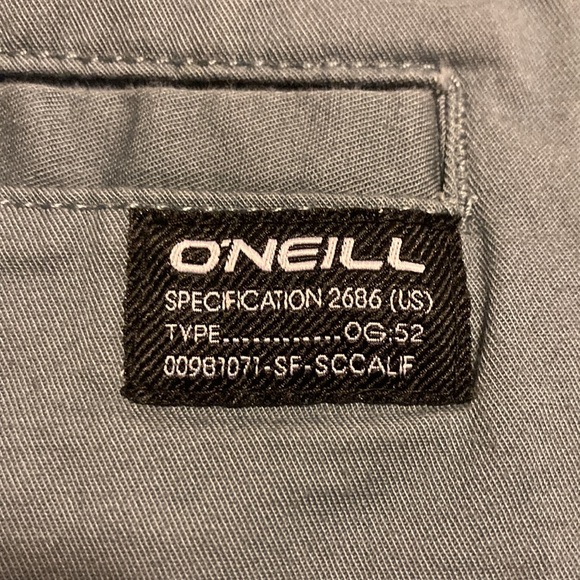 O'NEILL
SPECIFICATION 2686 (US)
TYPE............OG:52
00981071-SF-SCCALIF